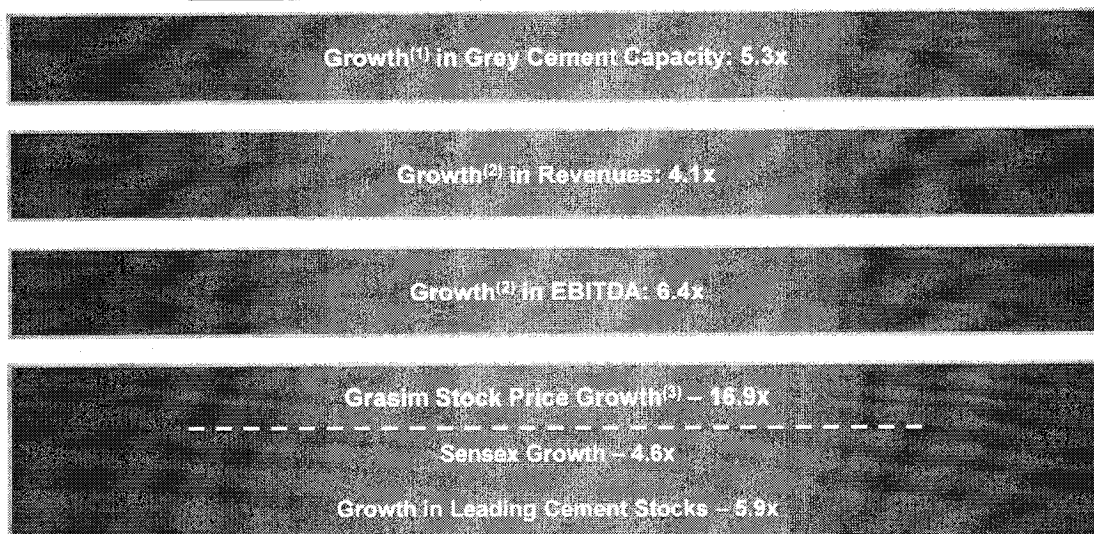 Growth(1) in Grey Cement Capacity: 5.3x
Growth(2) in Revenues: 4.1x
Growth(2) in EBITDA: 6.4x
Grasim Stock Price Growth(3) – 16.9x
Sensex Growth – 4.6x
Growth in Leading Cement Stocks – 5.9x